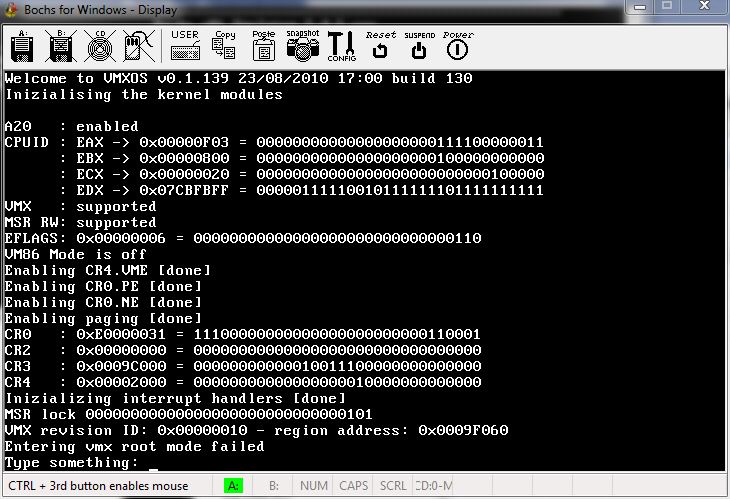 Bochs for Windows - Display
A: B: CD USER Copy Paste snapshot CONFIG Reset SUSPEND Power
Welcome to VMXOS v0.1.139 23/08/2010 17:00 build 130
Inizialising the kernel modules
A20 : enabled
CPUID : EAX -> 0x00000F03 = 00000000000000000000111100000011
: EBX -> 0x00000800 = 00000000000000000000100000000000
: ECX -> 0x00000020 = 00000000000000000000000000100000
: EDX -> 0x07CBFBFF = 00000111110010111111101111111111
VMX : supported
MSR RW: supported
EFLAGS: 0x00000006 = 00000000000000000000000000000110
VM86 Mode is off
Enabling CR4.VME [done]
Enabling CR0.PE [done]
Enabling CR0.NE [done]
Enabling paging [done]
CR0 : 0xE0000031 = 11100000000000000000000000110001
CR2 : 0x00000000 = 00000000000000000000000000000000
CR3 : 0x0009C000 = 00000000000010011100000000000000
CR4 : 0x00002000 = 00000000000000000010000000000000
Inizializing interrupt handlers [done]
MSR lock 00000000000000000000000000000101
VMX revision ID: 0x00000010 - region address: 0x0009F060
Entering vmx root mode failed
Type something: _
CTRL + 3rd button enables mouse A: B: NUM CAPS SCRL CD:0-M